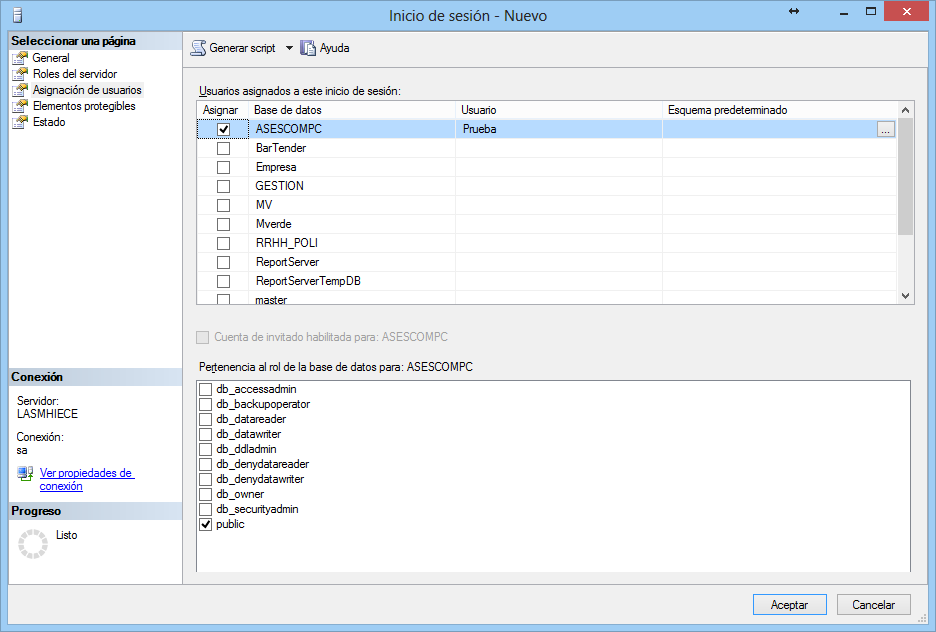 Inicio de sesión - Nuevo
Seleccionar una página
General
Roles del servidor
Asignación de usuarios
Elementos protegibles
Estado
Generar script
Ayuda
Usuarios asignados a este inicio de sesión:
Asignar Base de datos Usuario Esquema predeterminado
ASESCOMPC Prueba ...
BarTender
Empresa
GESTION
MV
Mverde
RRHH_POLI
ReportServer
ReportServerTempDB
master
Cuenta de invitado habilitada para: ASESCOMPC
Pertenencia al rol de la base de datos para: ASESCOMPC
db_accessadmin
db_backupoperator
db_datareader
db_datawriter
db_ddladmin
db_denydatareader
db_denydatawriter
db_owner
db_securityadmin
public
Conexión
Servidor:
LASMHIECE
Conexión:
sa
Ver propiedades de
conexión
Progreso
Listo
Aceptar
Cancelar